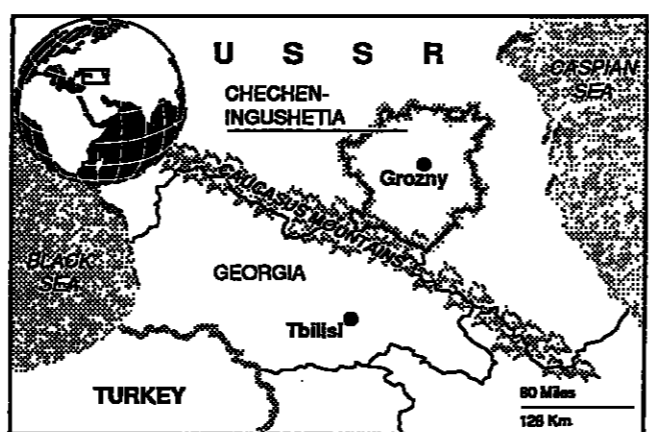 U S S R
CASPIAN
SEA
CHECHEN-
INGUSHETIA
Grozny
CAUCASUS MOUNTAINS
BLACK
SEA
GEORGIA
Tbilisi
TURKEY
80 Miles
128 Km